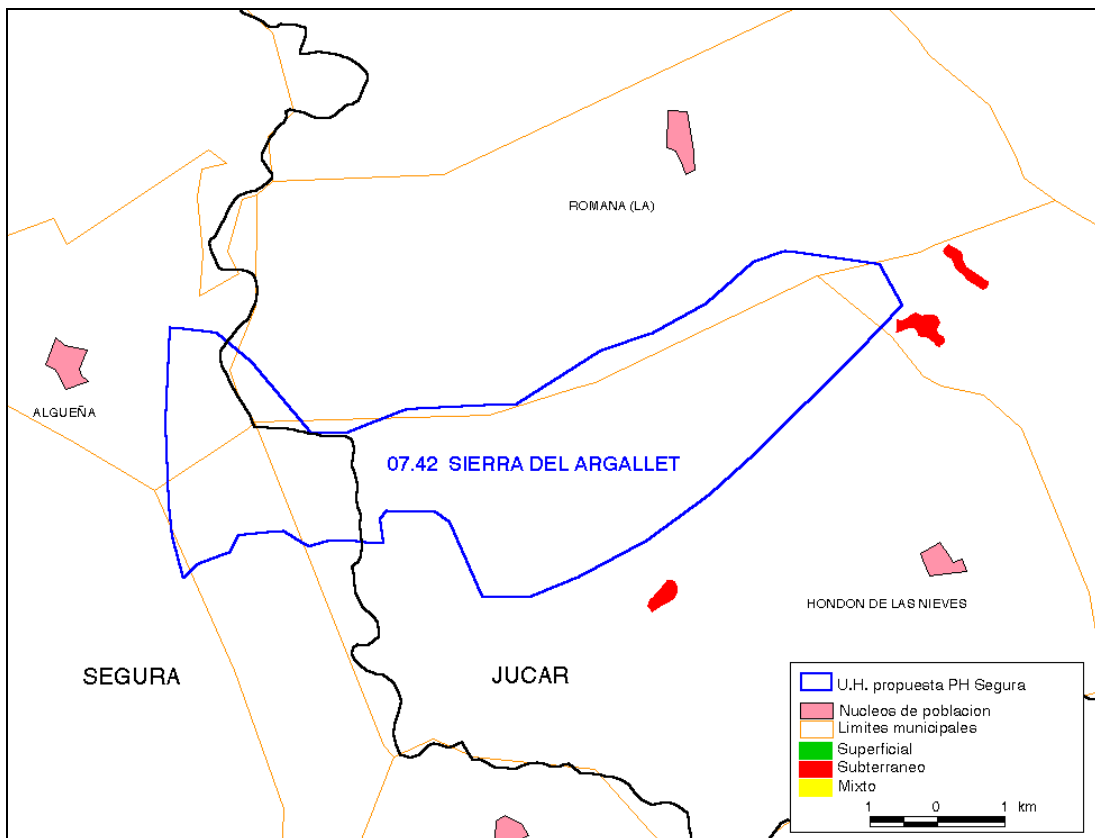 ROMANA (LA)
ALGUEÑA
07.42 SIERRA DEL ARGALLET
HONDON DE LAS NIEVES
SEGURA
JUCAR
U.H. propuesta PH Segura
Nucleos de poblacion
Limites municipales
Superficial
Subterraneo
Mixto
1 0 1 km